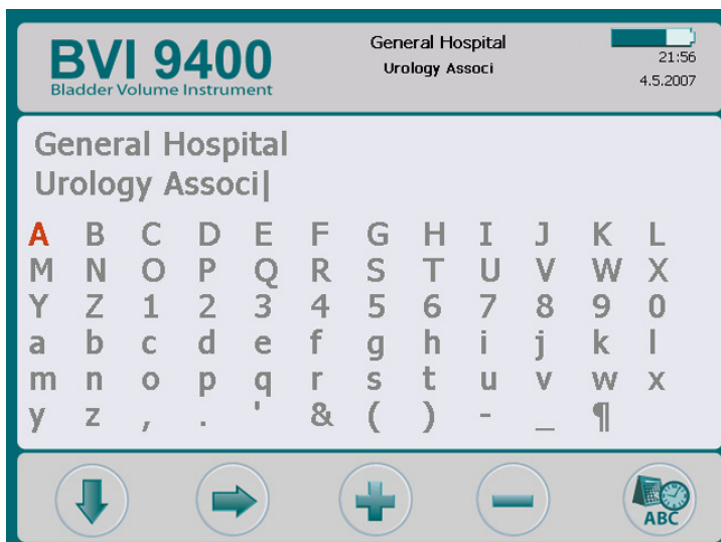 BVI 9400
Bladder Volume Instrument
General Hospital
Urology Associ
21:56
4.5.2007
General Hospital
Urology Associ|
A B C D E F G H I J K L
M N O P Q R S T U V W X
Y Z 1 2 3 4 5 6 7 8 9 0
a b c d e f g h i j k l
m n o p q r s t u v w x
y z , . ' & ( ) - _ ¶
ABC